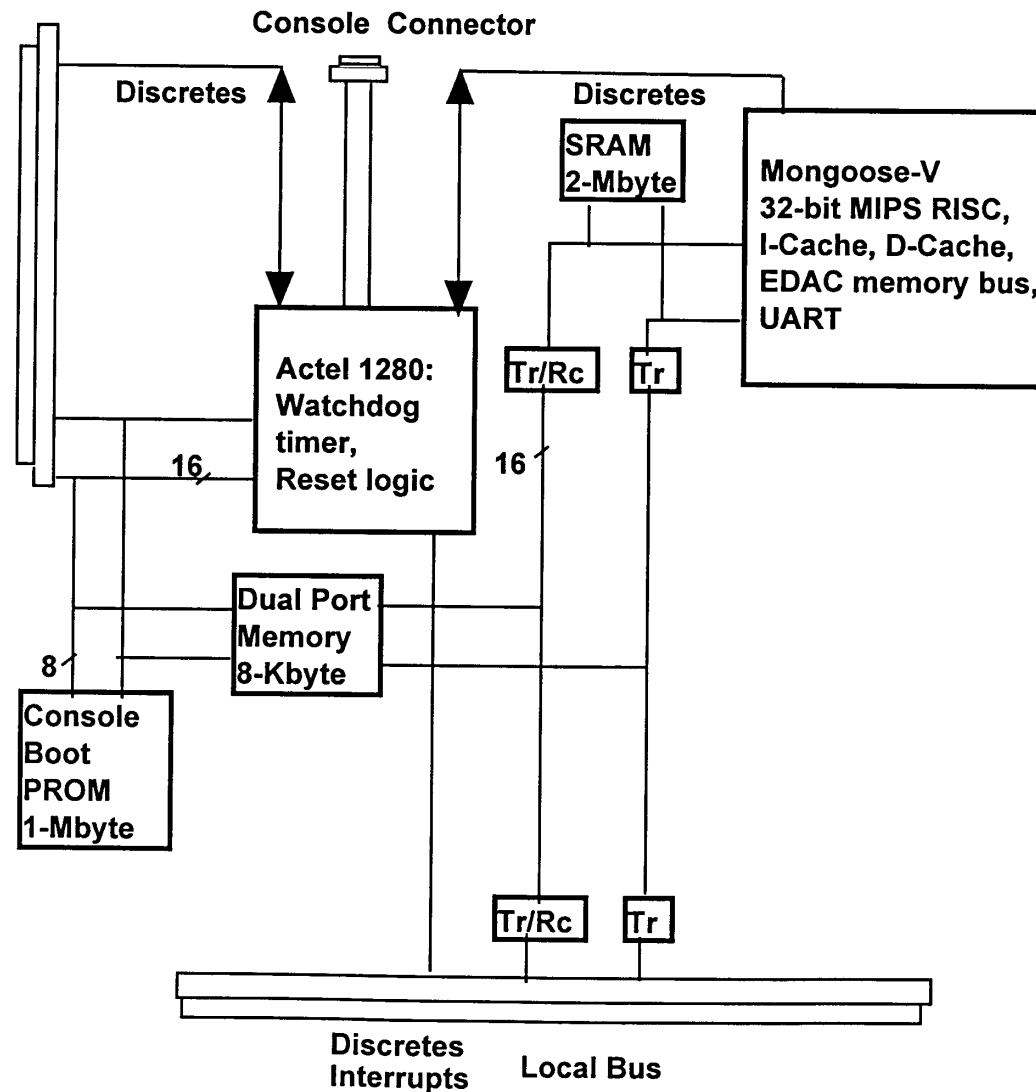 Console Connector
Discretes
Discretes
SRAM
2-Mbyte
Mongoose-V
32-bit MIPS RISC,
I-Cache, D-Cache,
EDAC memory bus,
UART
Actel 1280:
Watchdog
timer,
Reset logic
Tr/Rc
Tr
16
16
Dual Port
Memory
8-Kbyte
8
Console
Boot
PROM
1-Mbyte
Tr/Rc
Tr
Discretes
Interrupts
Local Bus